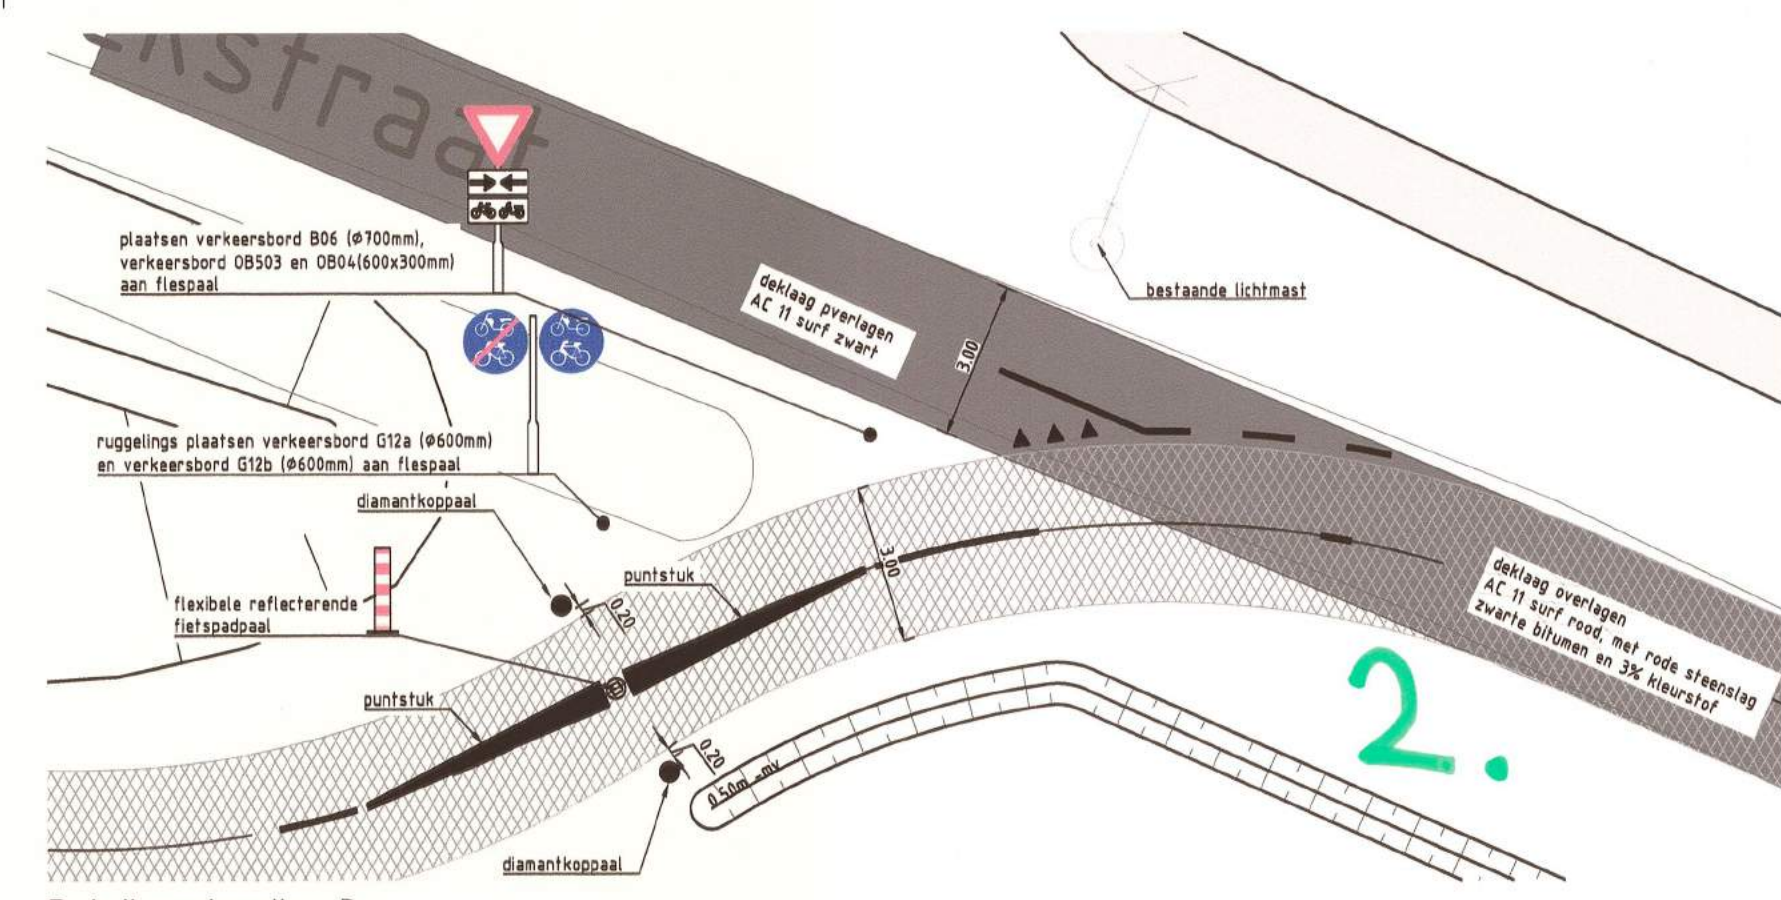 kstraat
plaatsen verkeersbord B06 (ø700mm),
verkeersbord OB503 en OB04(600x300mm)
aan flespaal
bestaande lichtmast
deklaag pverlagen
AC 11 surf zwart
3.00
ruggelings plaatsen verkeersbord G12a (ø600mm)
en verkeersbord G12b (ø600mm) aan flespaal
diamantkoppaal
3.00
puntstuk
flexibele reflecterende
fietspadpaal
0.20
deklaag overlagen
AC 11 surf rood, met rode steenslag
zwarte bitumen en 3% kleurstof
puntstuk
0.20
0.50m -mv
2.
diamantkoppaal